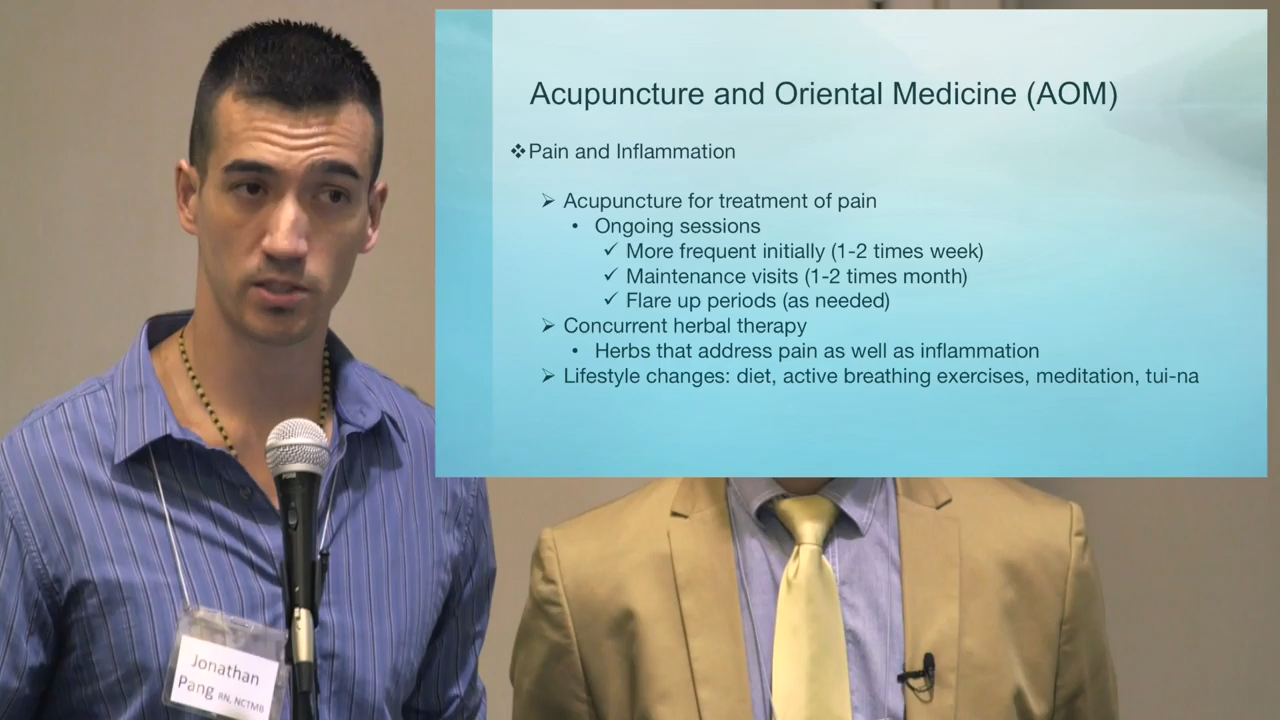 Acupuncture and Oriental Medicine (AOM)
❖Pain and Inflammation
➢ Acupuncture for treatment of pain
• Ongoing sessions
✓ More frequent initially (1-2 times week)
✓ Maintenance visits (1-2 times month)
✓ Flare up periods (as needed)
➢ Concurrent herbal therapy
• Herbs that address pain as well as inflammation
➢ Lifestyle changes: diet, active breathing exercises, meditation, tui-na
Jonathan
Pang RN, NCTMB